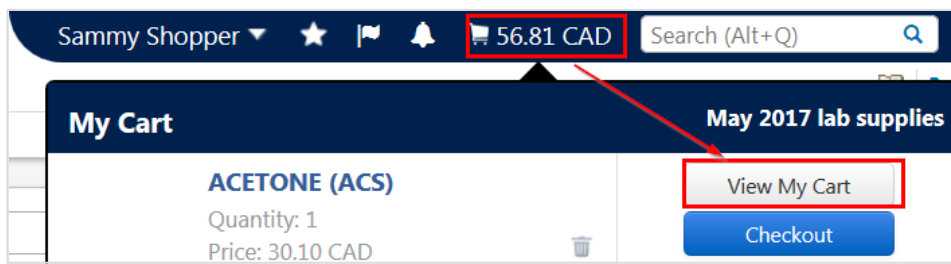 Sammy Shopper 56.81 CAD Search (Alt+Q)
My Cart May 2017 lab supplies
ACETONE (ACS) View My Cart
Quantity: 1
Price: 30.10 CAD Checkout